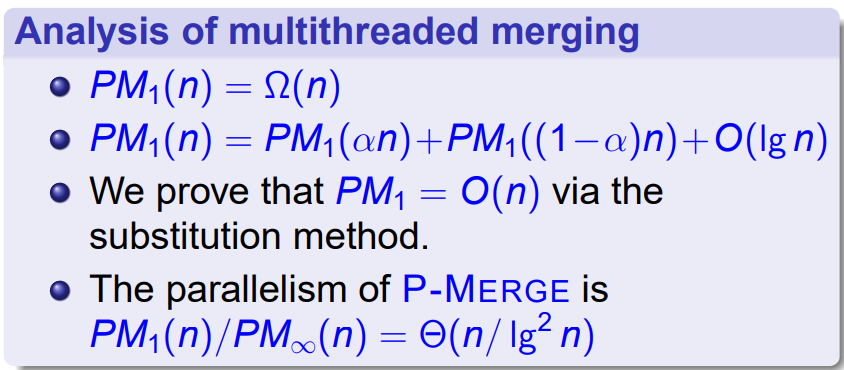 Analysis of multithreaded merging
PM₁(n) = Ω(n)
PM₁(n) = PM₁(αn)+PM₁((1−α)n)+O(lg n)
We prove that PM₁ = O(n) via the
substitution method.
The parallelism of P-MERGE is
PM₁(n)/PM∞(n) = Θ(n/ lg² n)